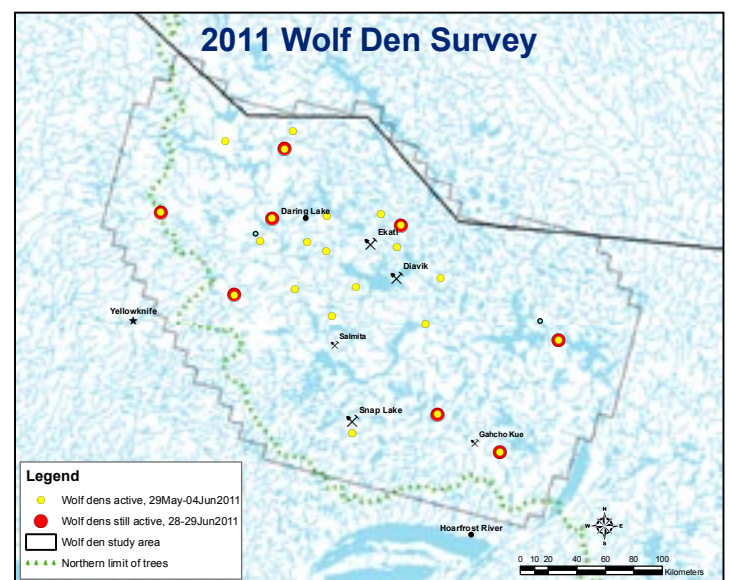 2011 Wolf Den Survey
Daring Lake
Ekati
Diavik
Yellowknife
Salmita
Snap Lake
Gahcho Kue
Hoarfrost River
Legend
Wolf dens active, 29May-04Jun2011
Wolf dens still active, 28-29Jun2011
Wolf den study area
Northern limit of trees
N
W E
S
0 10 20 40 60 80 100
Kilometers